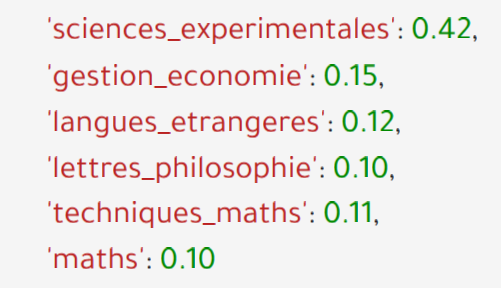 'sciences_experimentales': 0.42,
'gestion_economie': 0.15,
'langues_etrangeres': 0.12,
'lettres_philosophie': 0.10,
'techniques_maths': 0.11,
'maths': 0.10